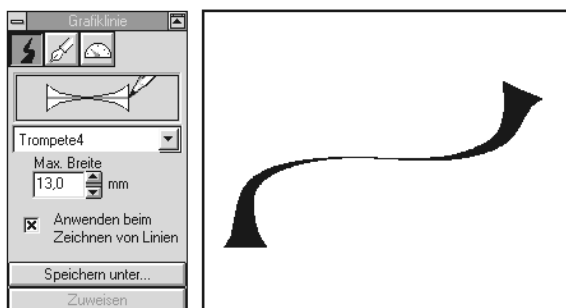 Grafiklinie
Trompete4
Max. Breite
13,0 mm
Anwenden beim
Zeichnen von Linien
Speichern unter...
Zuweisen